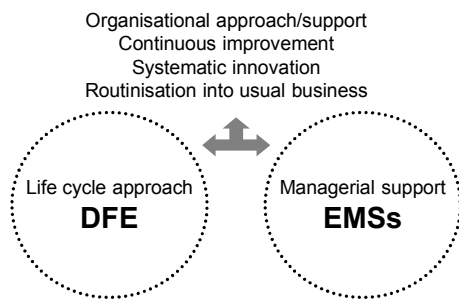 Organisational approach/support
Continuous improvement
Systematic innovation
Routinisation into usual business
Life cycle approach
DFE
Managerial support
EMSs